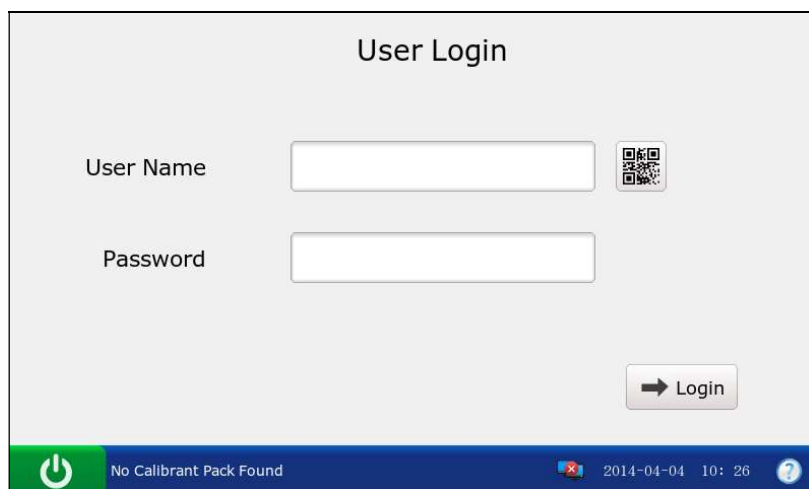 User Login
User Name
Password
Login
No Calibrant Pack Found 2014-04-04 10: 26 ?